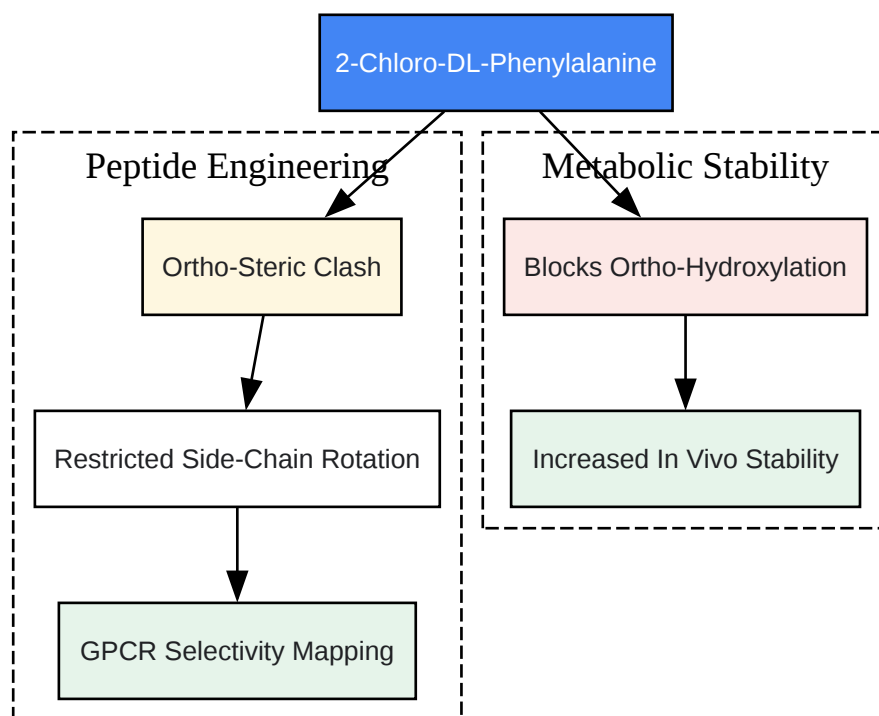 2-Chloro-DL-Phenylalanine
Peptide Engineering
Metabolic Stability
Ortho-Steric Clash
Blocks Ortho-Hydroxylation
Restricted Side-Chain Rotation
Increased In Vivo Stability
GPCR Selectivity Mapping